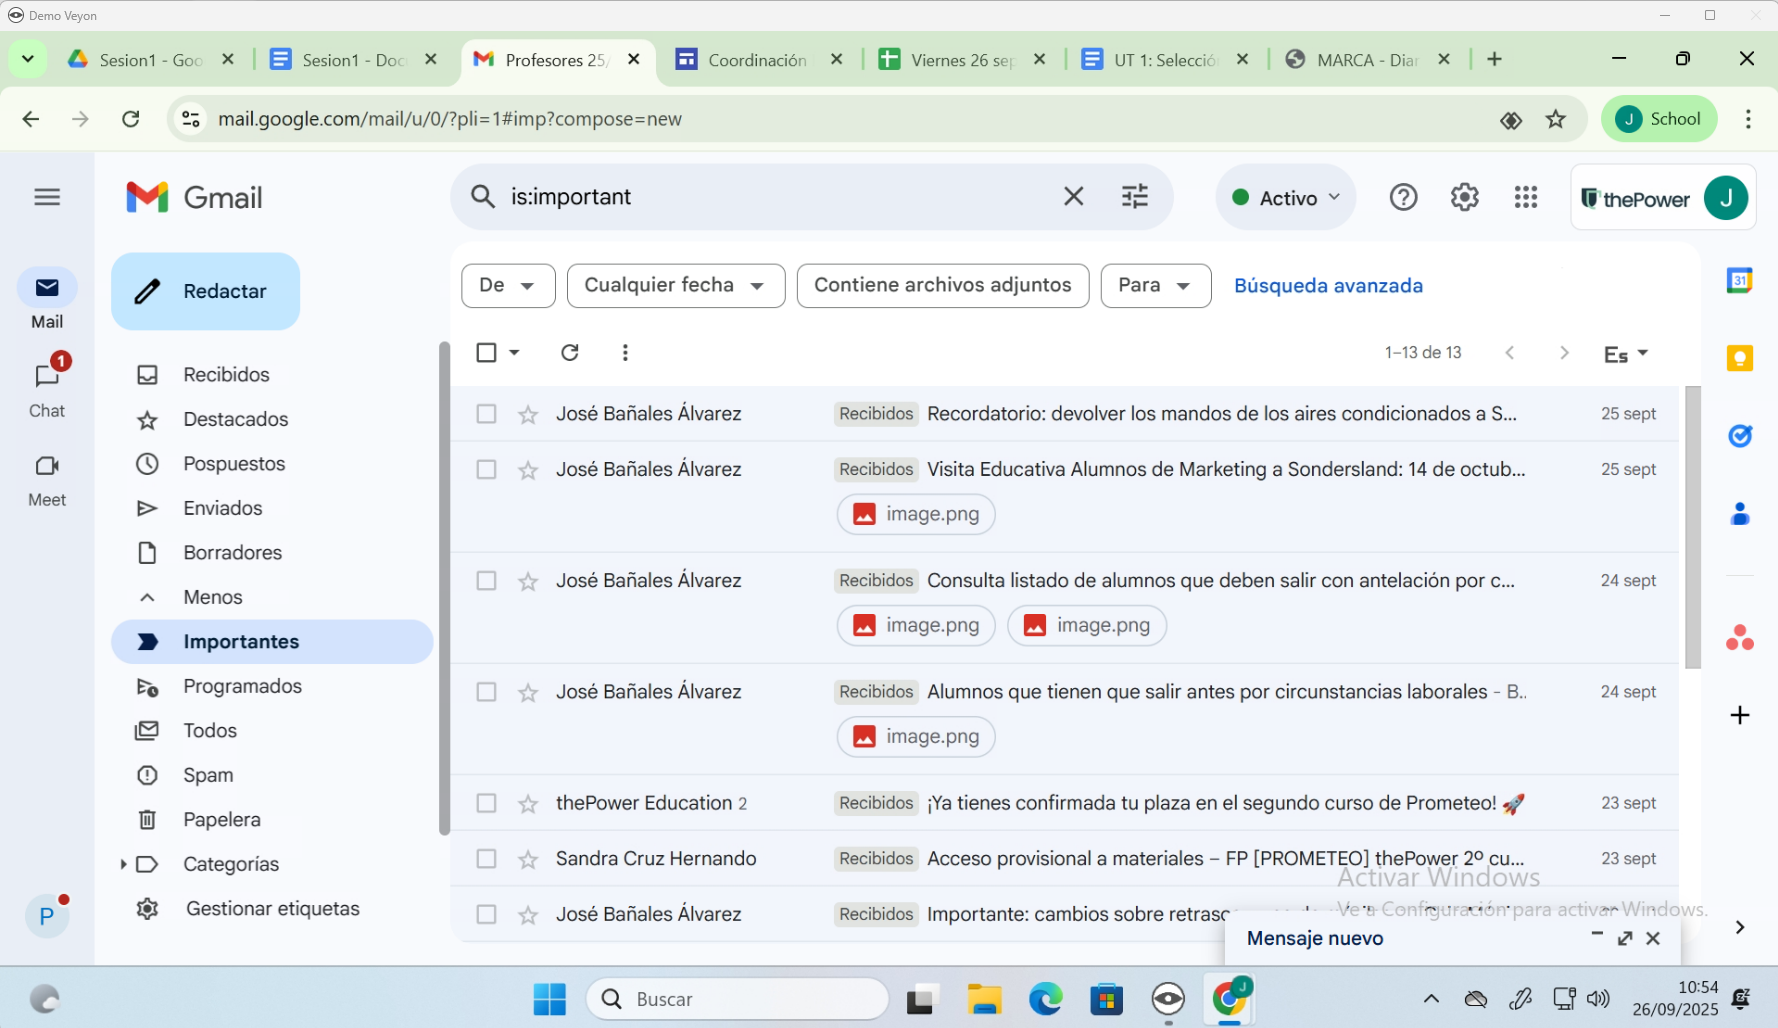 Demo Veyon
Sesion1 - Goo
Sesion1 - Doc
Profesores 25/
Coordinación
Viernes 26 sep
UT 1: Selecció
MARCA - Diar
mail.google.com/mail/u/0/?pli=1#imp?compose=new
J School
Gmail
is:important
Activo
thePower
J
Redactar
De
Cualquier fecha
Contiene archivos adjuntos
Para
Búsqueda avanzada
31
Mail
1
Chat
Meet
1–13 de 13
Es
Recibidos
Destacados
Pospuestos
Enviados
Borradores
Menos
Importantes
Programados
Todos
Spam
Papelera
Categorías
Gestionar etiquetas
P
José Bañales Álvarez Recibidos Recordatorio: devolver los mandos de los aires condicionados a S... 25 sept
José Bañales Álvarez Recibidos Visita Educativa Alumnos de Marketing a Sondersland: 14 de octub... 25 sept
image.png
José Bañales Álvarez Recibidos Consulta listado de alumnos que deben salir con antelación por c... 24 sept
image.png image.png
José Bañales Álvarez Recibidos Alumnos que tienen que salir antes por circunstancias laborales - B.. 24 sept
image.png
thePower Education 2 Recibidos ¡Ya tienes confirmada tu plaza en el segundo curso de Prometeo! 🚀 23 sept
Sandra Cruz Hernando Recibidos Acceso provisional a materiales – FP [PROMETEO] thePower 2º cu... 23 sept
José Bañales Álvarez Recibidos Importante: cambios sobre
Activar Windows
Ve a Configuración para activar Windows.
Mensaje nuevo
Buscar
J
10:54
26/09/2025